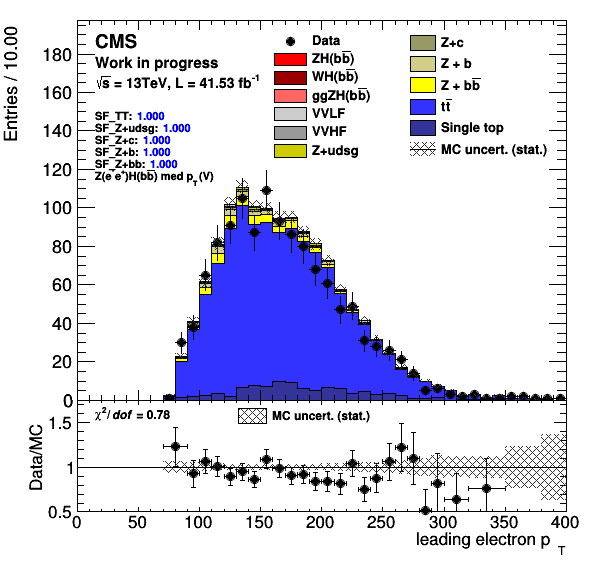 CMS
Work in progress
√s = 13TeV, L = 41.53 fb⁻¹
SF_TT: 1.000
SF_Z+udsg: 1.000
SF_Z+c: 1.000
SF_Z+b: 1.000
SF_Z+bb: 1.000
Z(e⁻e⁺)H(bb̅) med p_T(V)
Data
ZH(bb̅)
WH(bb̅)
ggZH(bb̅)
VVLF
VVHF
Z+udsg
Z+c
Z + b
Z + bb̅
tt̅
Single top
MC uncert. (stat.)
Entries / 10.00
180
160
140
120
100
80
60
40
20
0
χ²/ dof = 0.78
MC uncert. (stat.)
Data/MC
1.5
1
0.5
0 50 100 150 200 250 300 350 400
leading electron p_T